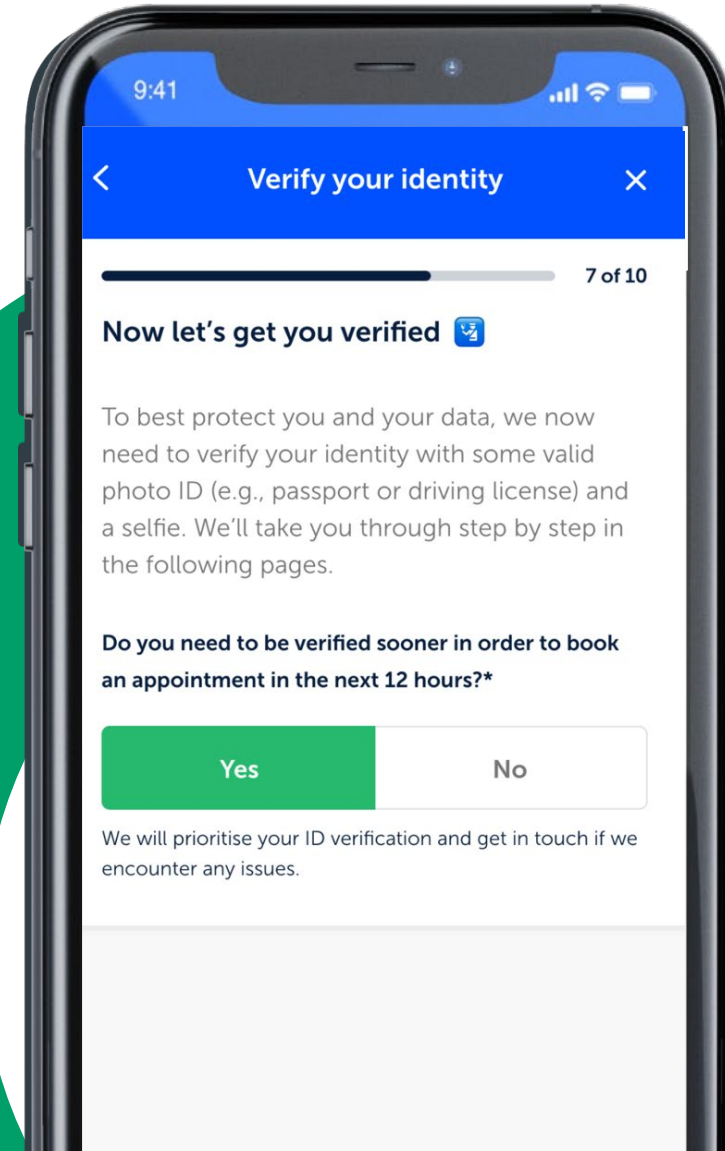 9:41
Verify your identity
7 of 10
Now let's get you verified
To best protect you and your data, we now
need to verify your identity with some valid
photo ID (e.g., passport or driving license) and
a selfie. We'll take you through step by step in
the following pages.
Do you need to be verified sooner in order to book
an appointment in the next 12 hours?*
Yes No
We will prioritise your ID verification and get in touch if we
encounter any issues.